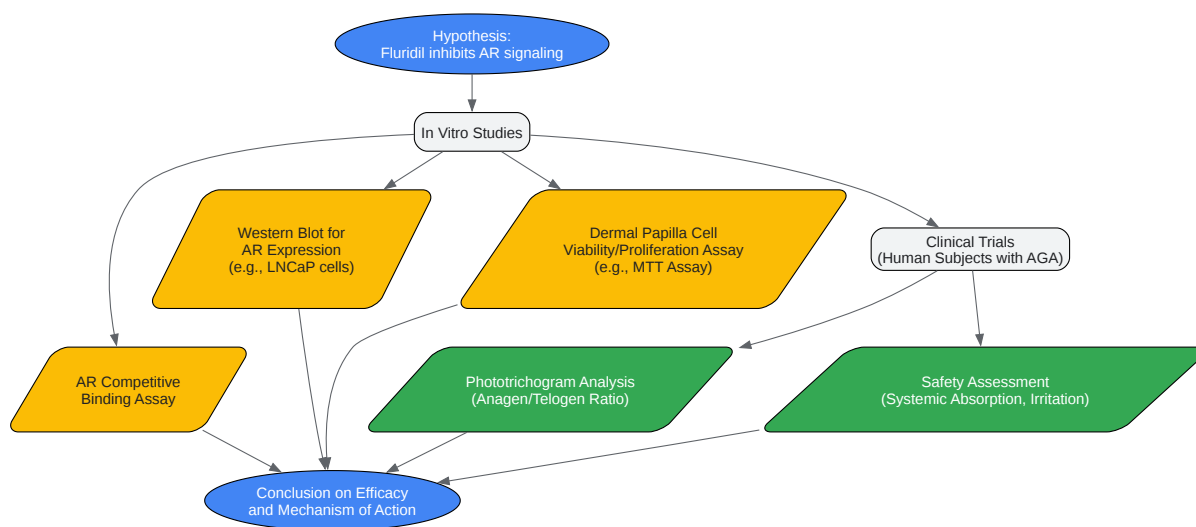 Hypothesis:
Fluridil inhibits AR signaling
In Vitro Studies
Western Blot for
AR Expression
(e.g., LNCaP cells)
Dermal Papilla Cell
Viability/Proliferation Assay
(e.g., MTT Assay)
Clinical Trials
(Human Subjects with AGA)
AR Competitive
Binding Assay
Phototrichogram Analysis
(Anagen/Telogen Ratio)
Safety Assessment
(Systemic Absorption, Irritation)
Conclusion on Efficacy
and Mechanism of Action